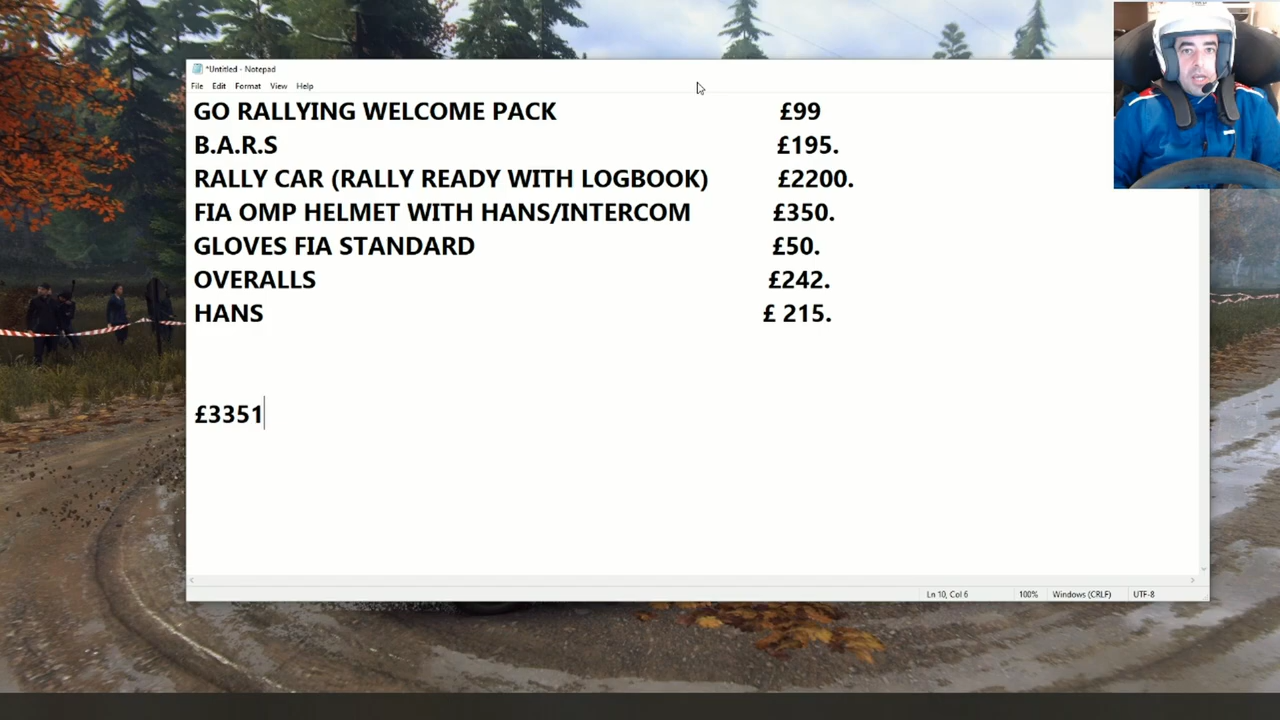 *Untitled - Notepad
File Edit Format View Help
GO RALLYING WELCOME PACK £99
B.A.R.S £195.
RALLY CAR (RALLY READY WITH LOGBOOK) £2200.
FIA OMP HELMET WITH HANS/INTERCOM £350.
GLOVES FIA STANDARD £50.
OVERALLS £242.
HANS £ 215.
£3351
Ln 10, Col 6 100% Windows (CRLF) UTF-8